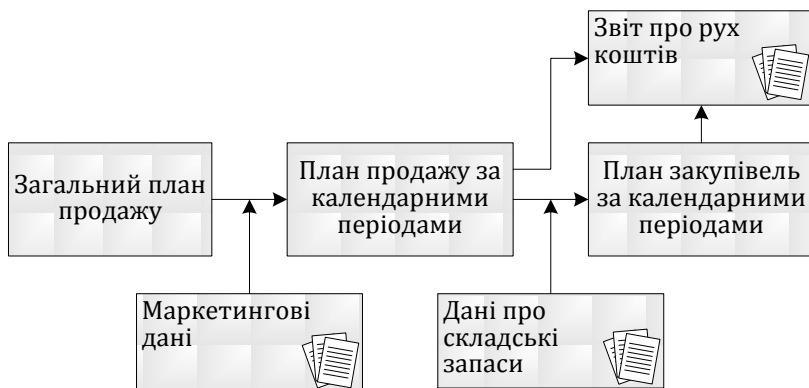 Звіт про рух
коштів
Загальний план
продажу
План продажу за
календарними
періодами
План закупівель
за календарними
періодами
Маркетингові
дані
Дані про
складські
запаси